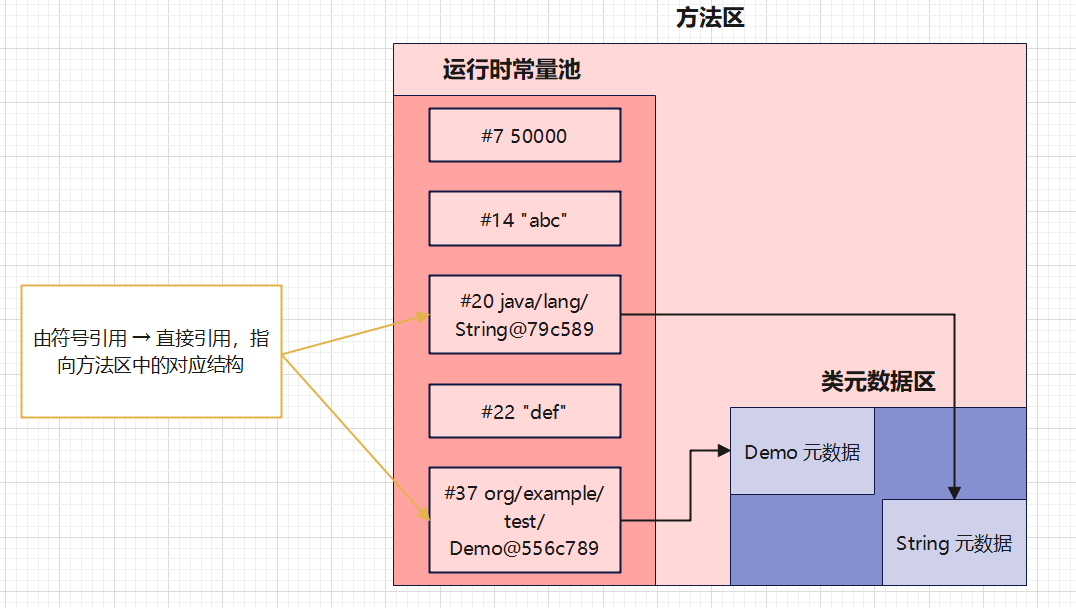 方法区
运行时常量池
#7 50000
#14 "abc"
#20 java/lang/
String@79c589
由符号引用 → 直接引用，指
向方法区中的对应结构
#22 "def"
#37 org/example/
test/
Demo@556c789
类元数据区
Demo 元数据
String 元数据